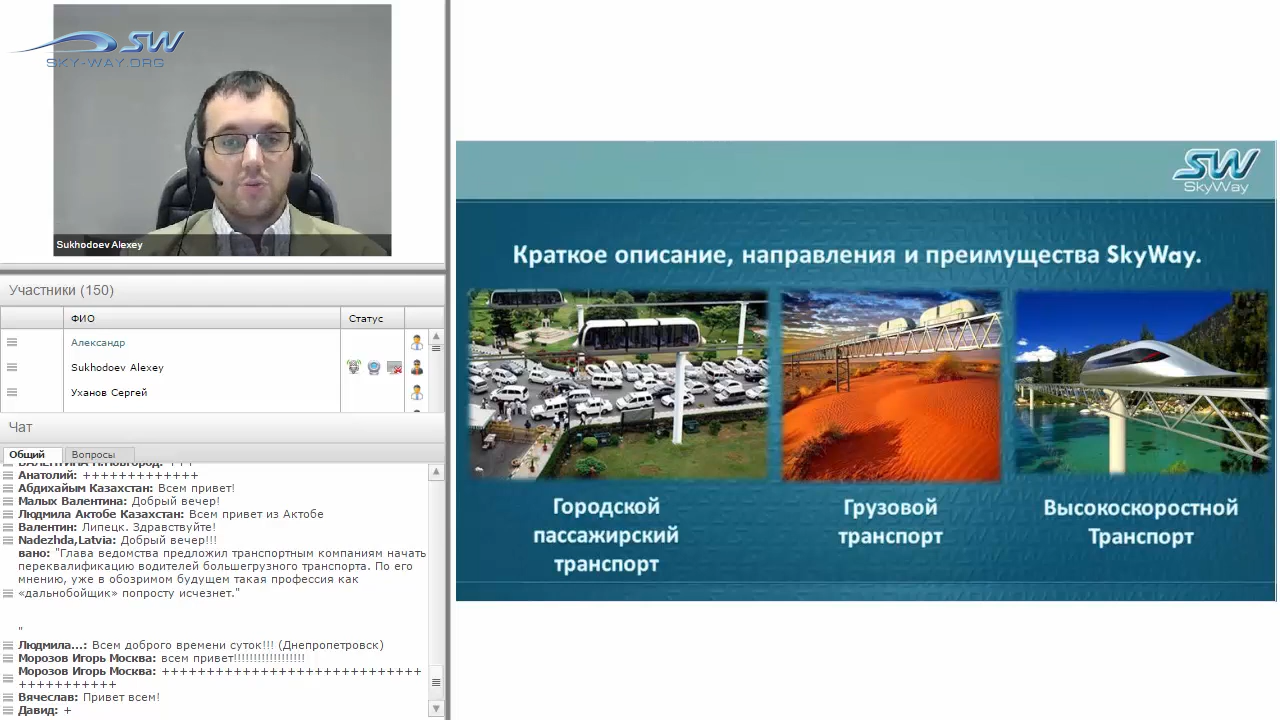 SW
SKY-WAY.ORG
Sukhodoev Alexey
Участники (150)
ФИО
Статус
Александр
Sukhodoev Alexey
Уханов Сергей
Чат
Общий
Вопросы
Анатолий: +++++++++++++
Абдихайым Казахстан: Всем привет!
Малых Валентина: Добрый вечер!
Людмила Актобе Казахстан: Всем привет из Актобе
Валентин: Липецк. Здравствуйте!
Nadezhda,Latvia: Добрый вечер!!!
вано: "Глава ведомства предложил транспортным компаниям начать
переквалификацию водителей большегрузного транспорта. По его
мнению, уже в обозримом будущем такая профессия как
«дальнобойщик» попросту исчезнет."
"
Людмила...: Всем доброго времени суток!!! (Днепропетровск)
Морозов Игорь Москва: всем привет!!!!!!!!!!!!!!!!!!
Морозов Игорь Москва: +++++++++++++++++++++++++++++
+++++++++++
Вячеслав: Привет всем!
Давид: +
SW
SkyWay
Краткое описание, направления и преимущества SkyWay.
Городской
пассажирский
транспорт
Грузовой
транспорт
Высокоскоростной
Транспорт